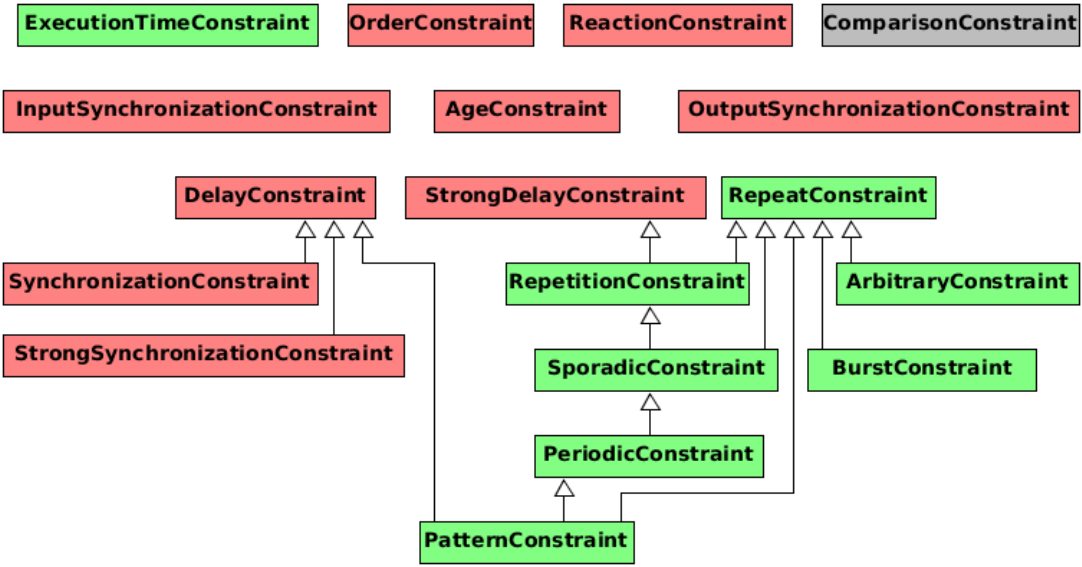 ExecutionTimeConstraint
OrderConstraint
ReactionConstraint
ComparisonConstraint
InputSynchronizationConstraint
AgeConstraint
OutputSynchronizationConstraint
DelayConstraint
StrongDelayConstraint
RepeatConstraint
SynchronizationConstraint
RepetitionConstraint
ArbitraryConstraint
StrongSynchronizationConstraint
SporadicConstraint
BurstConstraint
PeriodicConstraint
PatternConstraint